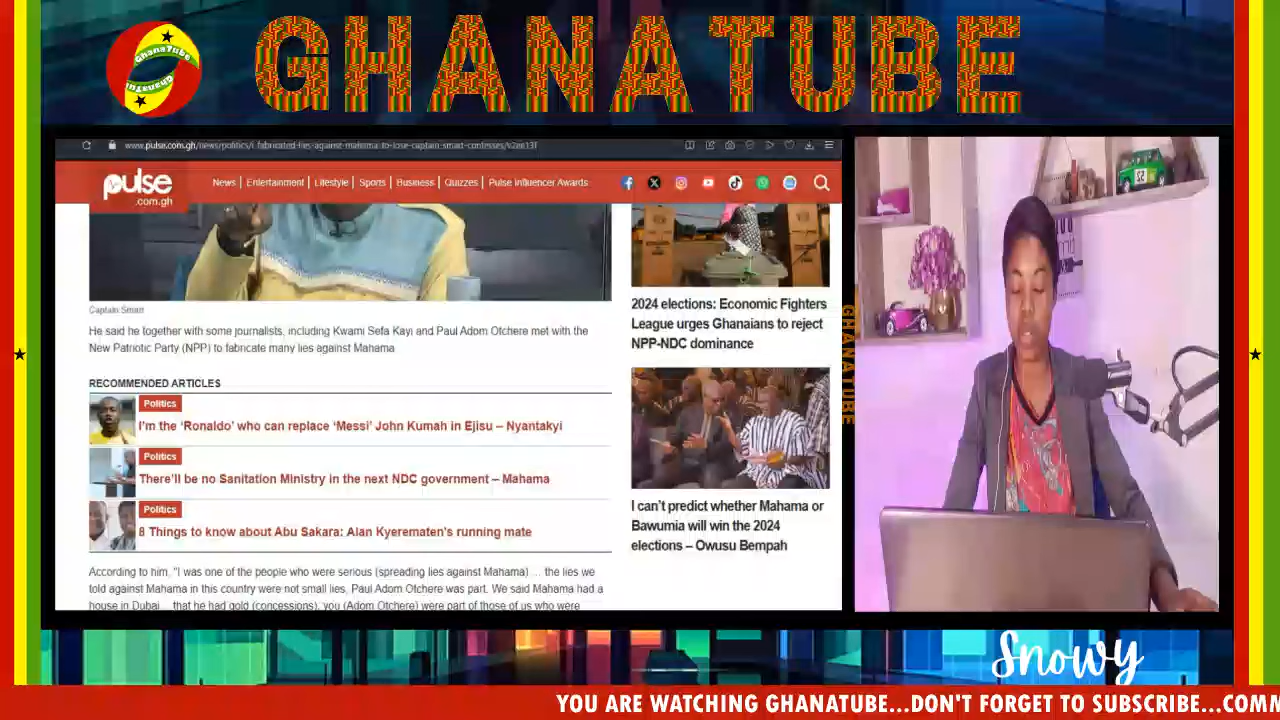 GhanaTube
GHANATUBE
www.pulse.com.gh/news/politics/i-fabricated-lies-against-mahama-to-lose-captain-smart-confesses/v2ee13f
pulse
.com.gh
News | Entertainment | Lifestyle | Sports | Business | Quizzes | Pulse Influencer Awards
Captain Smart
He said he together with some journalists, including Kwami Sefa Kayi and Paul Adom Otchere met with the
New Patriotic Party (NPP) to fabricate many lies against Mahama
RECOMMENDED ARTICLES
Politics
I'm the ‘Ronaldo’ who can replace ‘Messi’ John Kumah in Ejisu – Nyantakyi
Politics
There'll be no Sanitation Ministry in the next NDC government – Mahama
Politics
8 Things to know about Abu Sakara: Alan Kyerematen's running mate
According to him, "I was one of the people who were serious (spreading lies against Mahama) ... the lies we
told against Mahama in this country were not small lies, Paul Adom Otchere was part. We said Mahama had a
house in Dubai... that he had gold (concessions), you (Adom Otchere) were part of those of us who were
2024 elections: Economic Fighters
League urges Ghanaians to reject
NPP-NDC dominance
I can't predict whether Mahama or
Bawumia will win the 2024
elections – Owusu Bempah
GHANATUBE
Snowy
YOU ARE WATCHING GHANATUBE...DON'T FORGET TO SUBSCRIBE...COMM